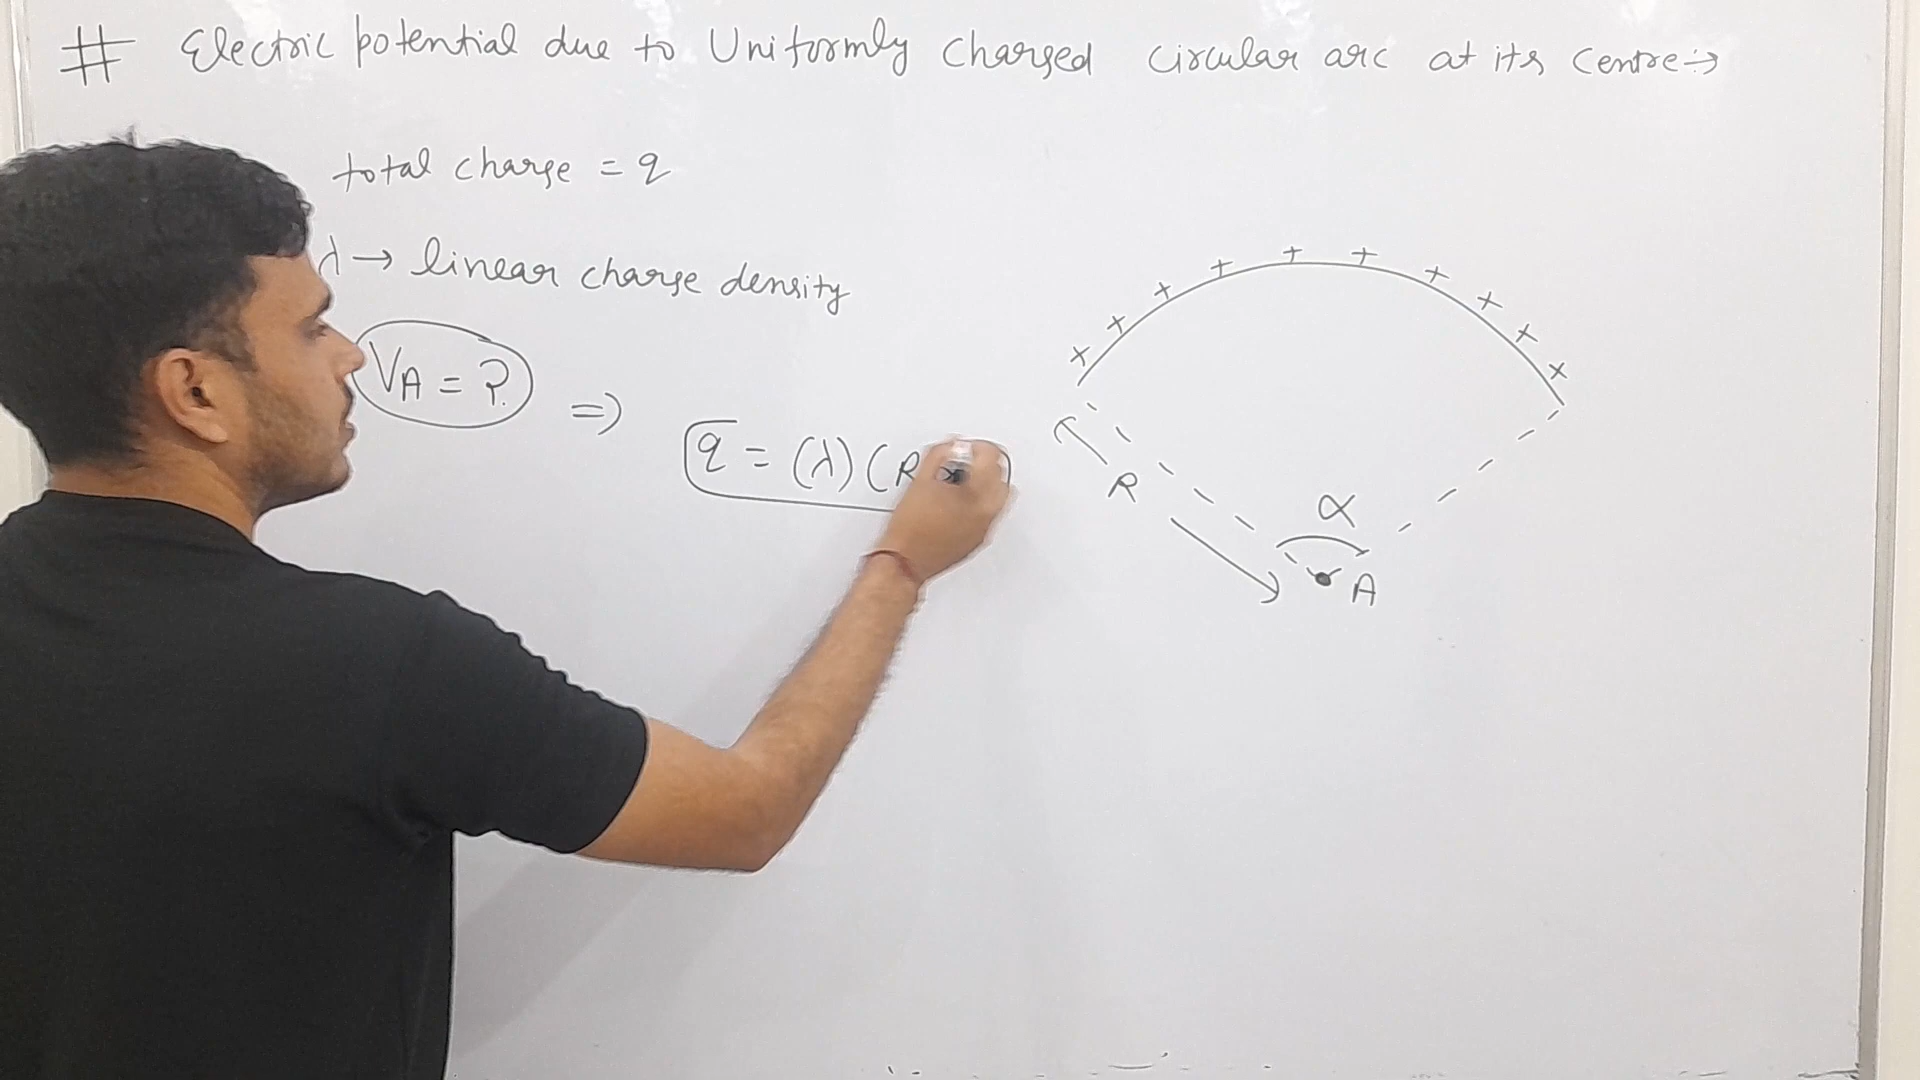 # Electric potential due to Uniformly Charged Circular arc at its Centre :→
total charge = q
λ → linear charge density
VA = ?
⇒
q = (λ)(R
R
α
A